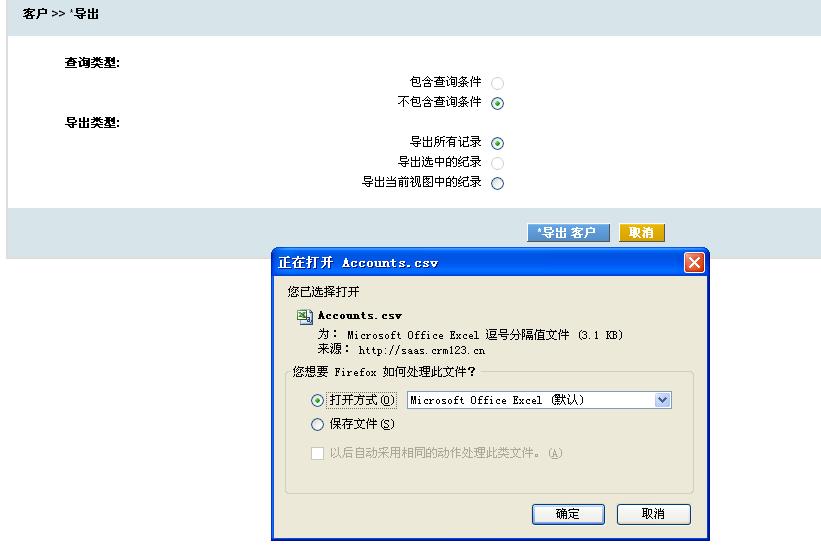 客户 >> *导出
查询类型:
包含查询条件
不包含查询条件
导出类型:
导出所有记录
导出选中的纪录
导出当前视图中的纪录
*导出 客户
取消
正在打开 Accounts.csv
您已选择打开
Accounts.csv
为： Microsoft Office Excel 逗号分隔值文件 (3.1 KB)
来源： http://saas.crm123.cn
您想要 Firefox 如何处理此文件？
打开方式(O)
Microsoft Office Excel (默认)
保存文件(S)
以后自动采用相同的动作处理此类文件。(A)
确定
取消